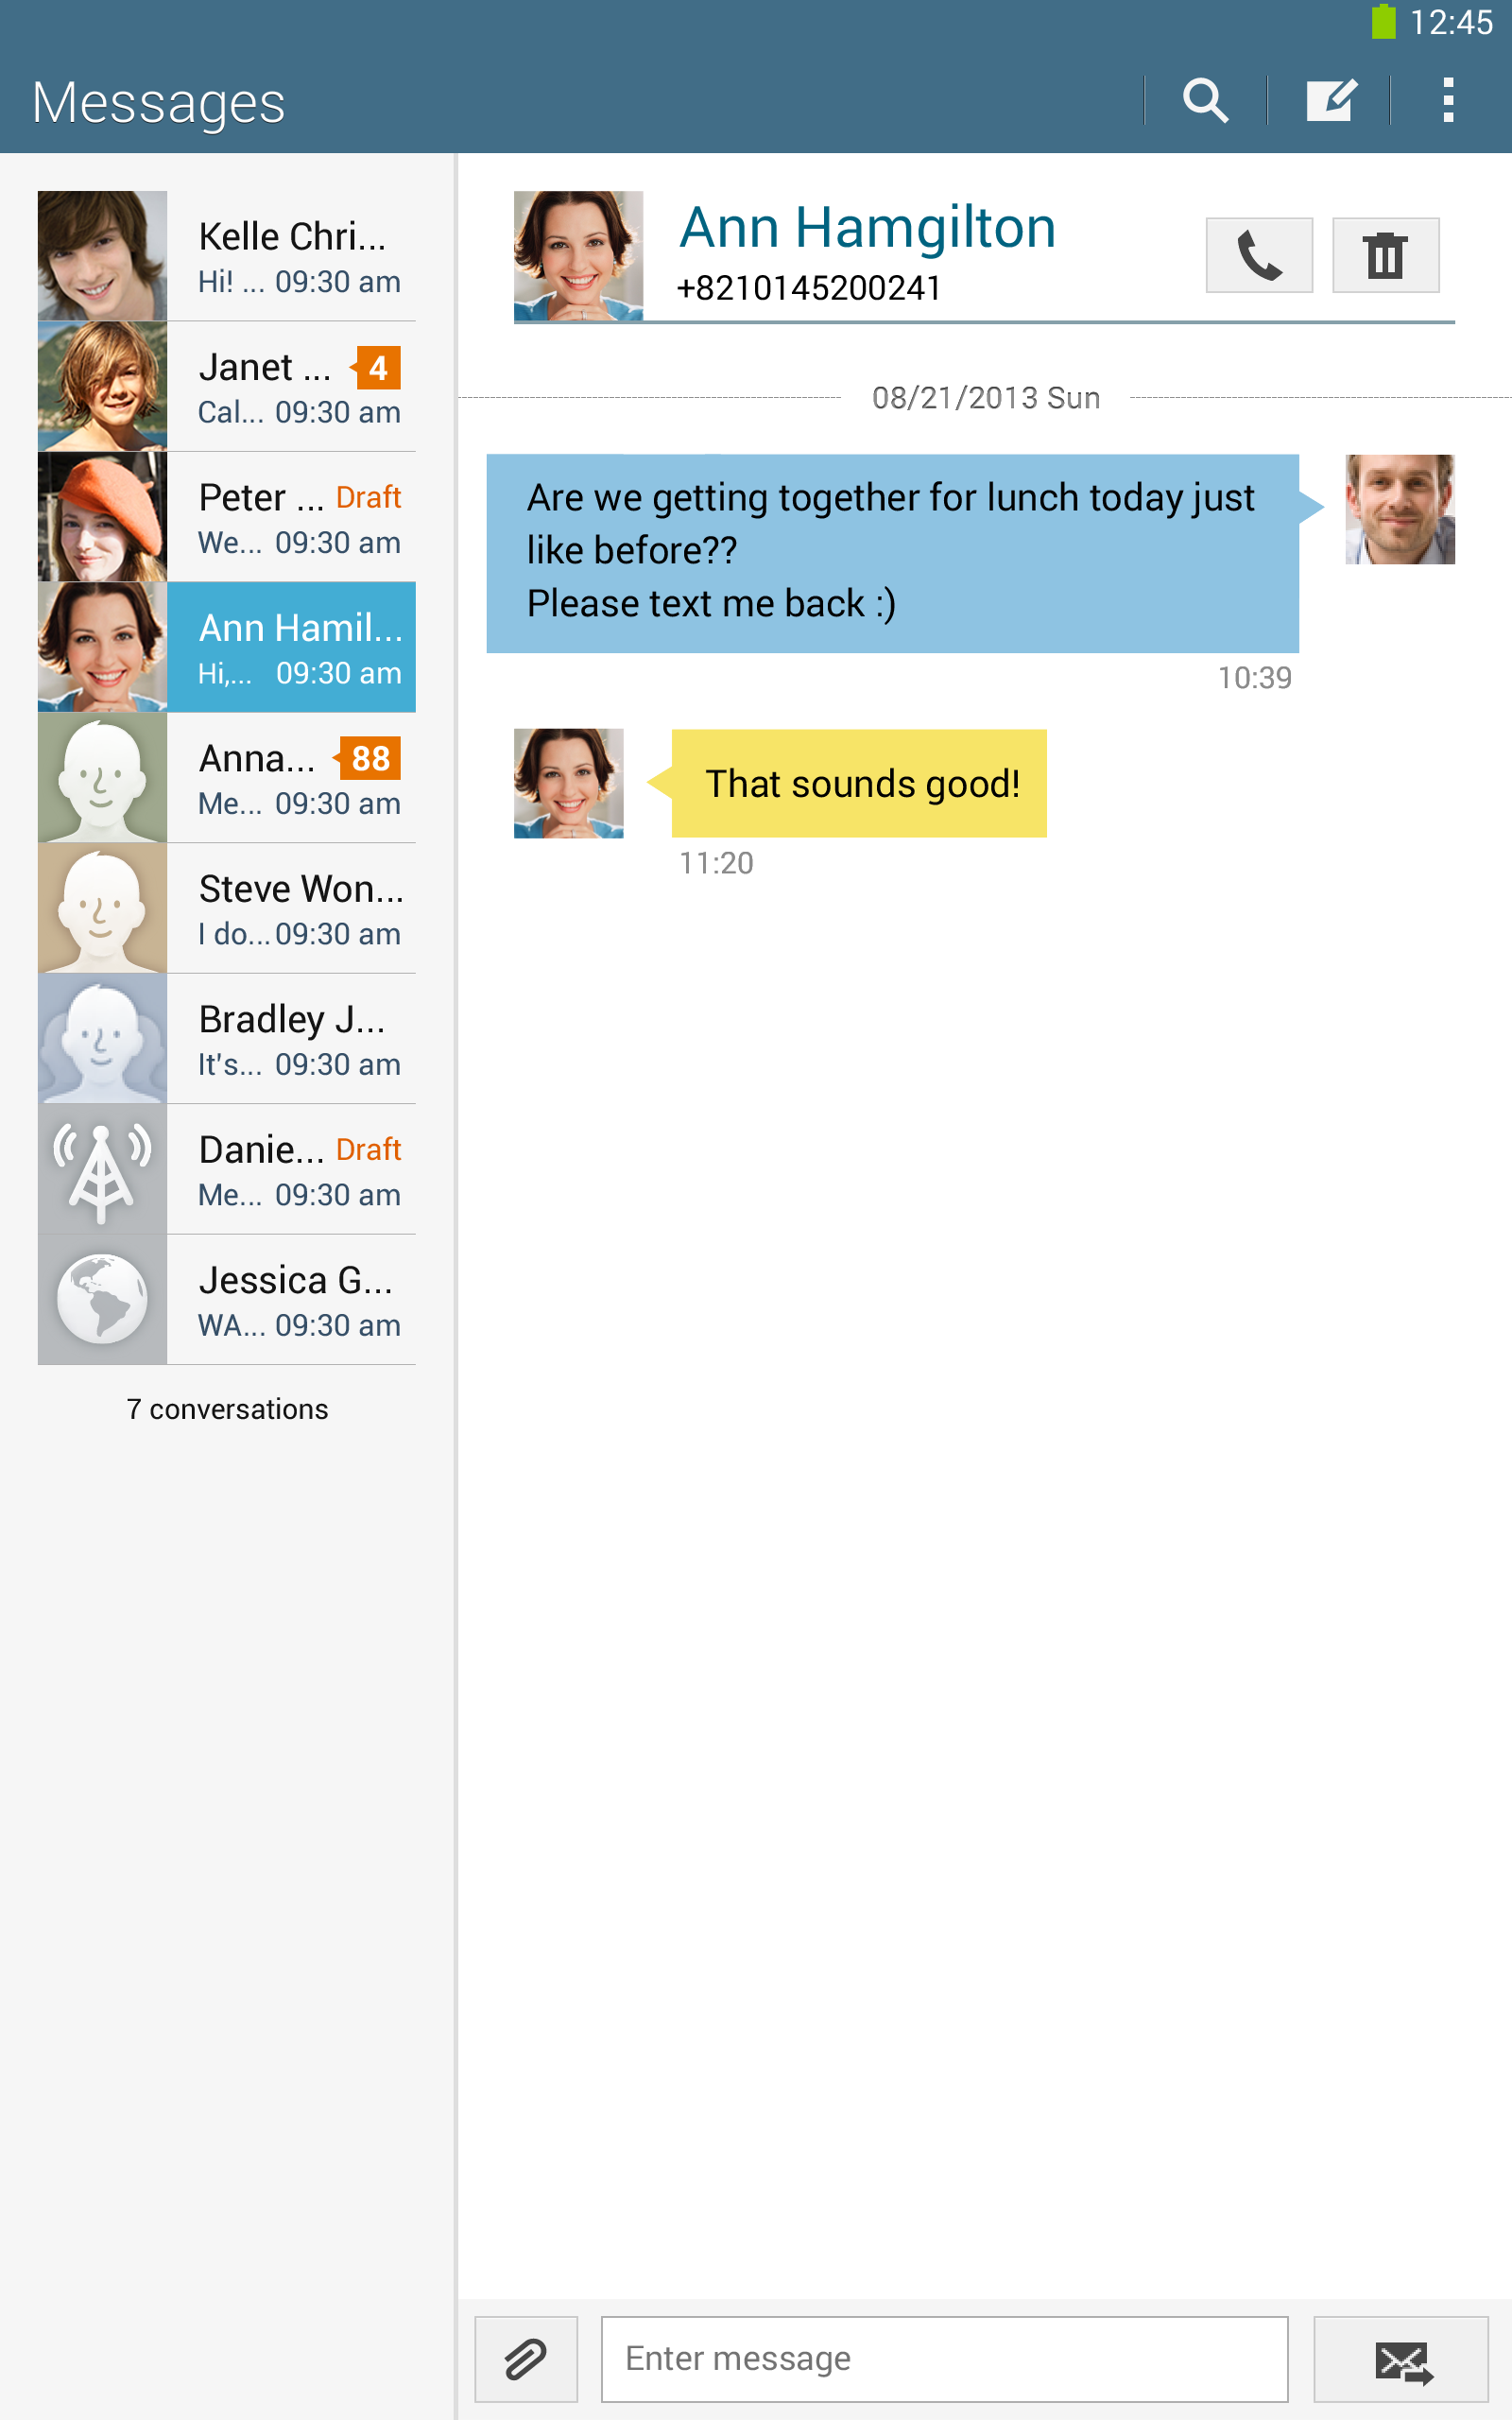 12:45
Messages
Kelle Chri...
Hi! ... 09:30 am
Janet ... 4
Cal... 09:30 am
Peter ... Draft
We... 09:30 am
Ann Hamil...
Hi,... 09:30 am
Anna... 88
Me... 09:30 am
Steve Won...
I do... 09:30 am
Bradley J...
It's... 09:30 am
Danie... Draft
Me... 09:30 am
Jessica G...
WA... 09:30 am
7 conversations
Ann Hamgilton
+8210145200241
08/21/2013 Sun
Are we getting together for lunch today just
like before??
Please text me back :)
10:39
That sounds good!
11:20
Enter message